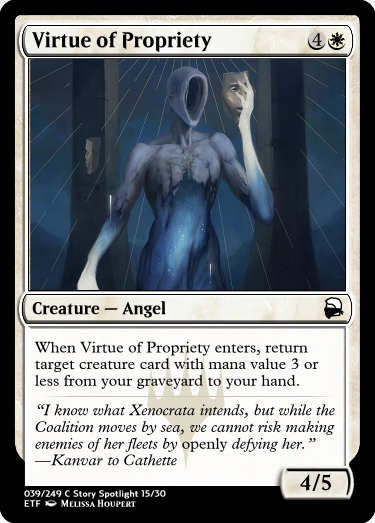 Virtue of Propriety 4
Creature — Angel
When Virtue of Propriety enters, return
target creature card with mana value 3 or
less from your graveyard to your hand.
“I know what Xenocrata intends, but while the
Coalition moves by sea, we cannot risk making
enemies of her fleets by openly defying her.”
—Kanvar to Cathette
4/5
039/249 C Story Spotlight 15/30
ETF Melissa Houpert